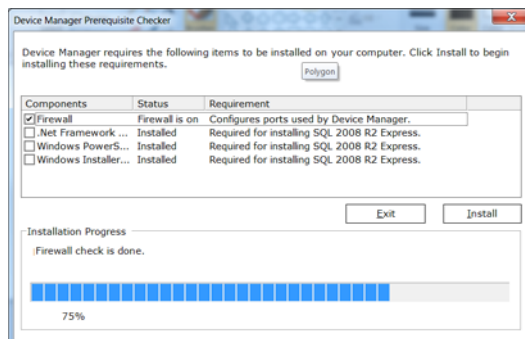 Device Manager Prerequisite Checker
Device Manager requires the following items to be installed on your computer. Click Install to begin
installing these requirements.
Polygon
Components Status Requirement
Firewall Firewall is on Configures ports used by Device Manager.
.Net Framework ... Installed Required for installing SQL 2008 R2 Express.
Windows PowerS... Installed Required for installing SQL 2008 R2 Express.
Windows Installer... Installed Required for installing SQL 2008 R2 Express.
Exit Install
Installation Progress
Firewall check is done.
75%